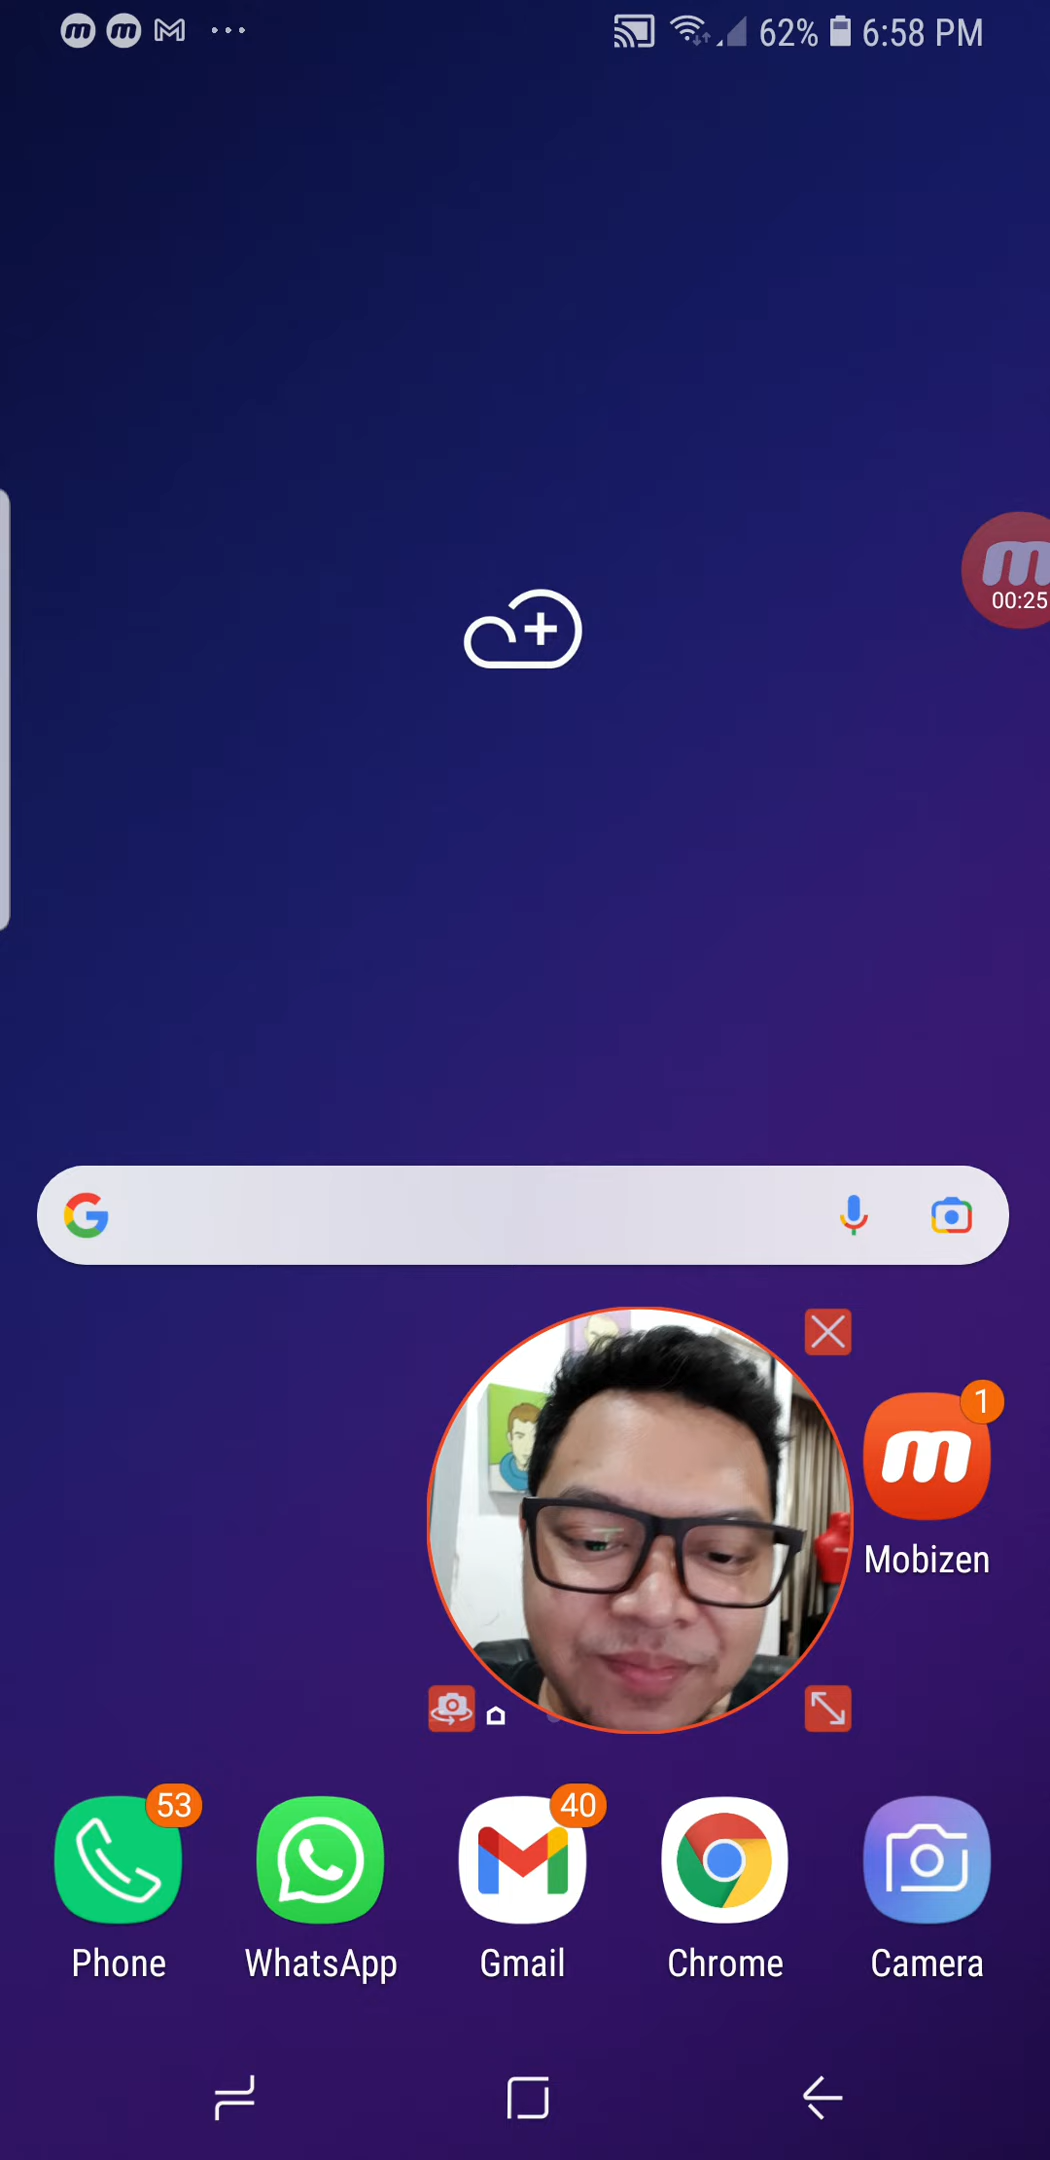 62% 6:58 PM
00:25
1
Mobizen
53
40
Phone
WhatsApp
Gmail
Chrome
Camera